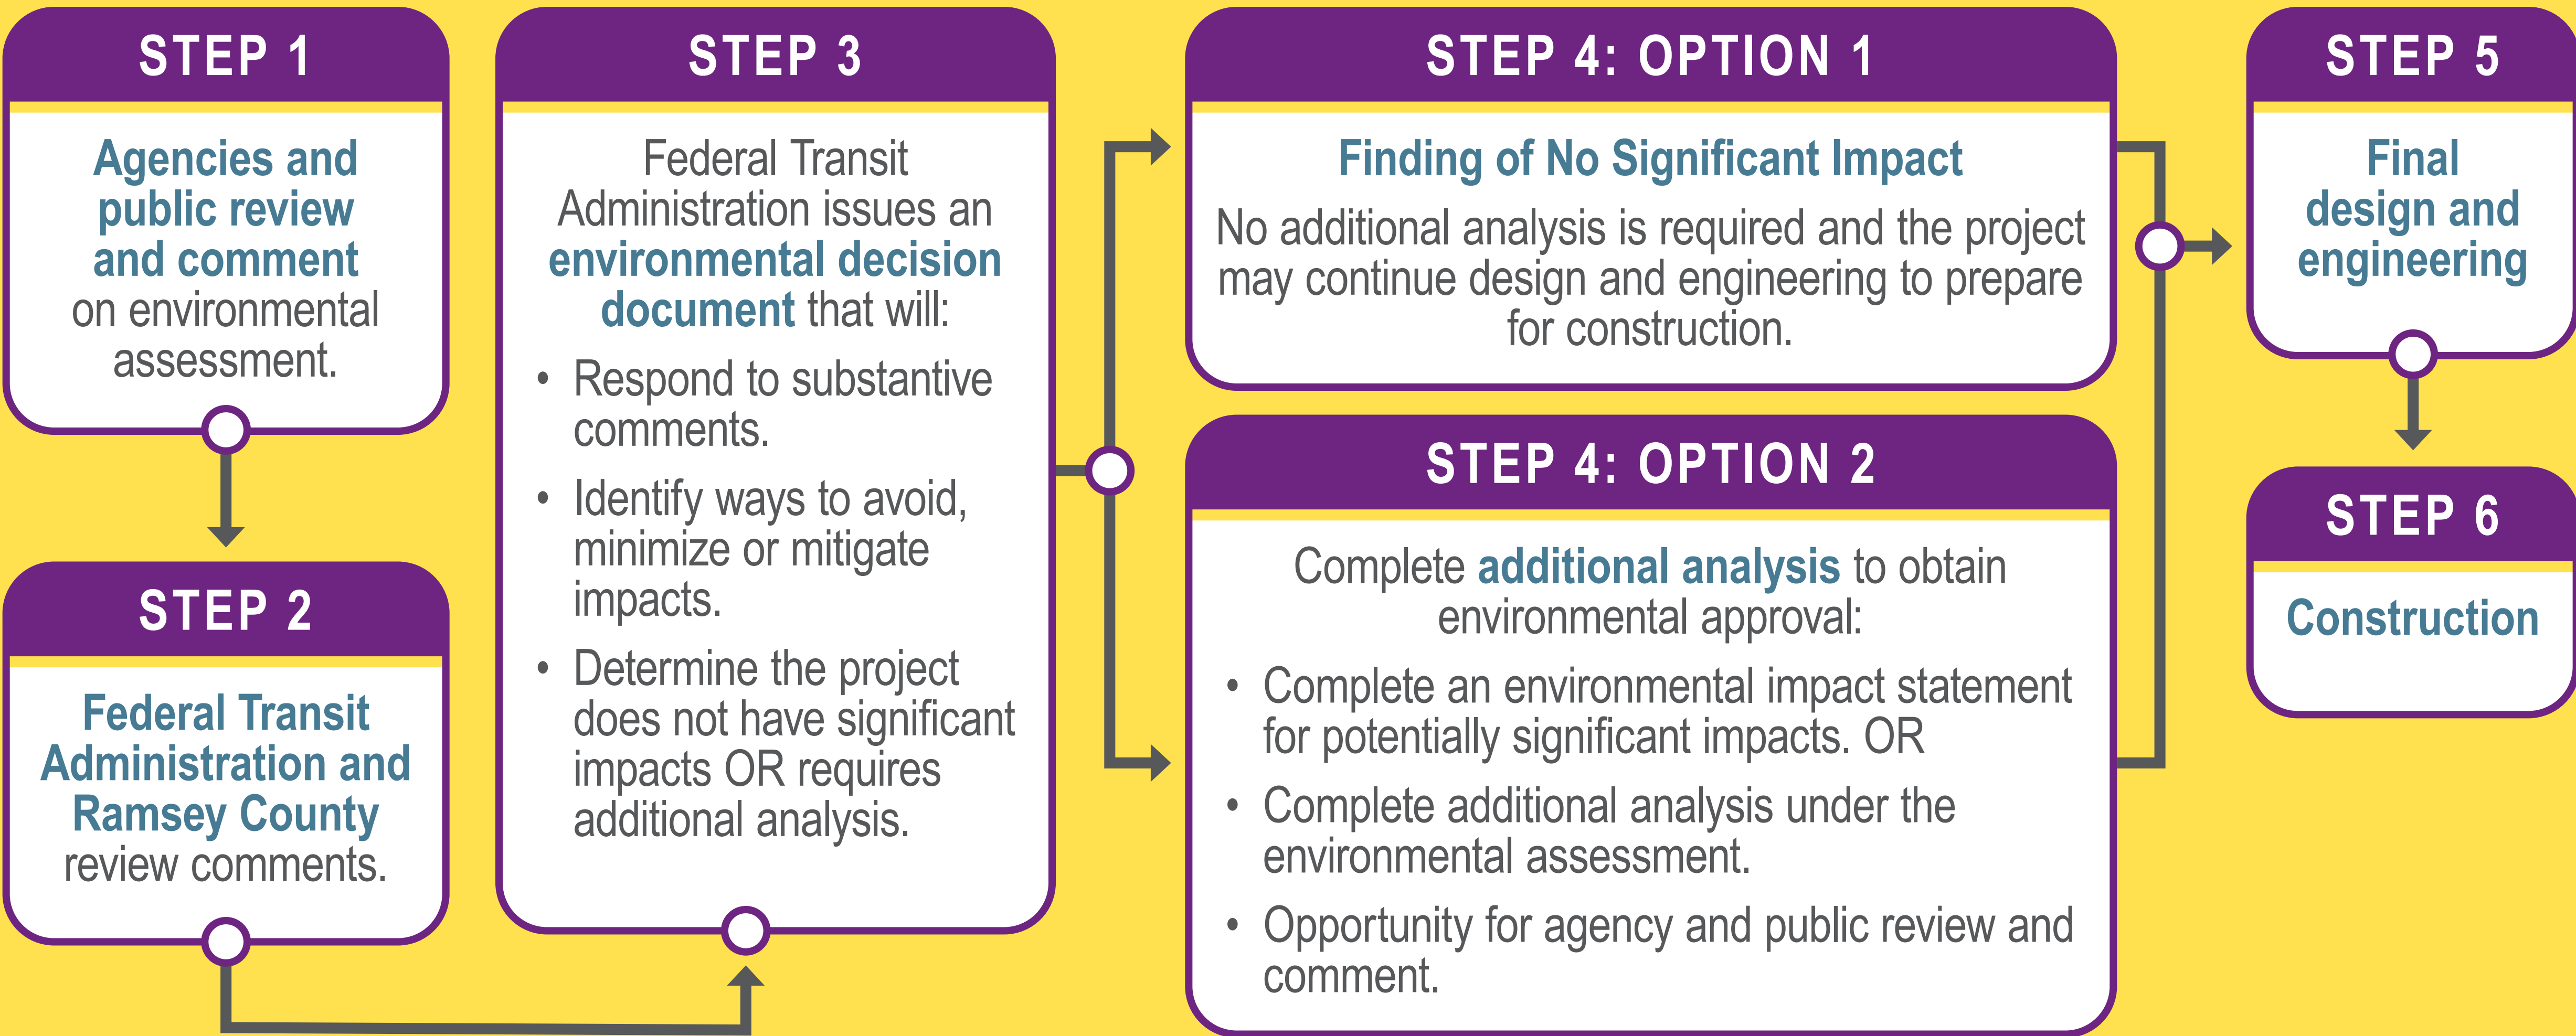 STEP 1
Agencies and
public review
and comment
on environmental
assessment.
STEP 2
Federal Transit
Administration and
Ramsey County
review comments.
STEP 3
Federal Transit
Administration issues an
environmental decision
document that will:
• Respond to substantive
comments.
• Identify ways to avoid,
minimize or mitigate
impacts.
• Determine the project
does not have significant
impacts OR requires
additional analysis.
STEP 4: OPTION 1
Finding of No Significant Impact
No additional analysis is required and the project
may continue design and engineering to prepare
for construction.
STEP 4: OPTION 2
Complete additional analysis to obtain
environmental approval:
• Complete an environmental impact statement
for potentially significant impacts. OR
• Complete additional analysis under the
environmental assessment.
• Opportunity for agency and public review and
comment.
STEP 5
Final
design and
engineering
STEP 6
Construction